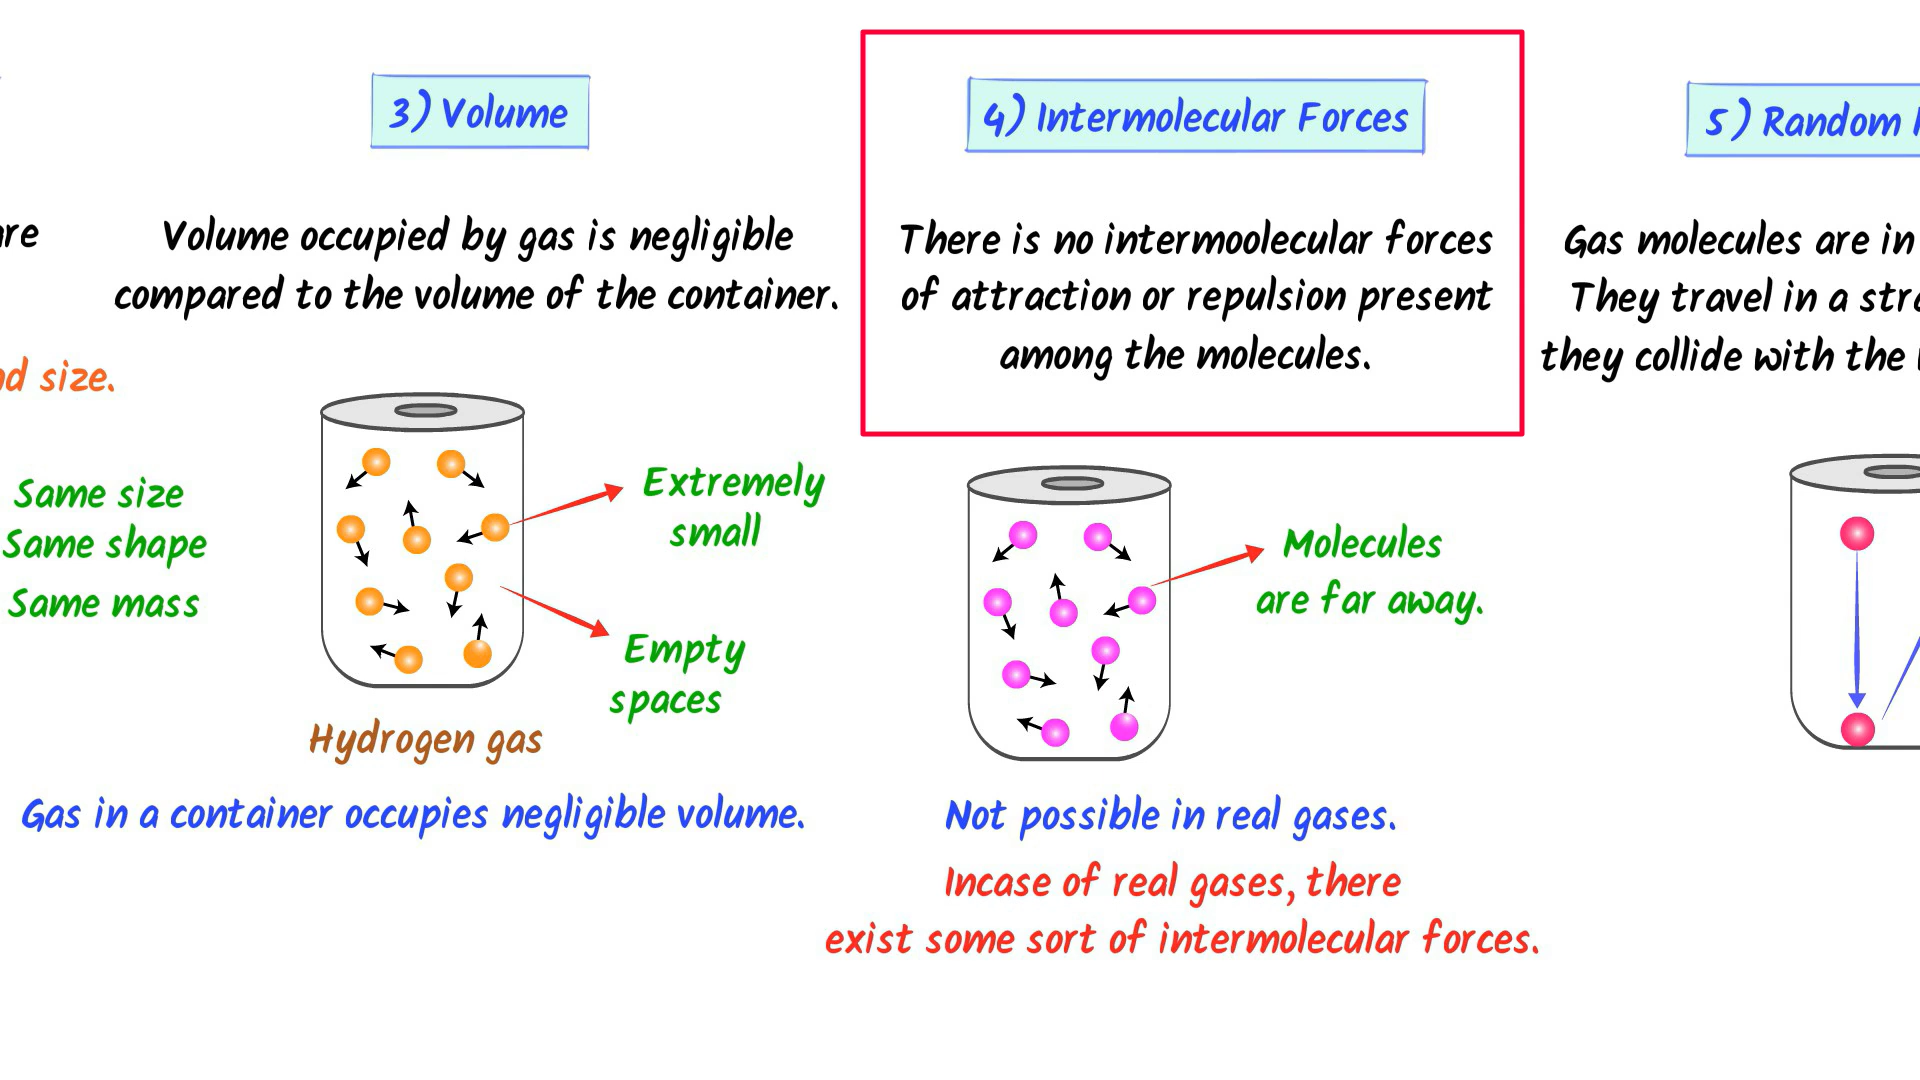 are
nd size.
Same size
Same shape
Same mass
3) Volume
Volume occupied by gas is negligible
compared to the volume of the container.
Extremely
small
Empty
spaces
Hydrogen gas
Gas in a container occupies negligible volume.
4) Intermolecular Forces
There is no intermoolecular forces
of attraction or repulsion present
among the molecules.
Molecules
are far away.
Not possible in real gases.
Incase of real gases, there
exist some sort of intermolecular forces.
5) Random
Gas molecules are in
They travel in a stra
they collide with the